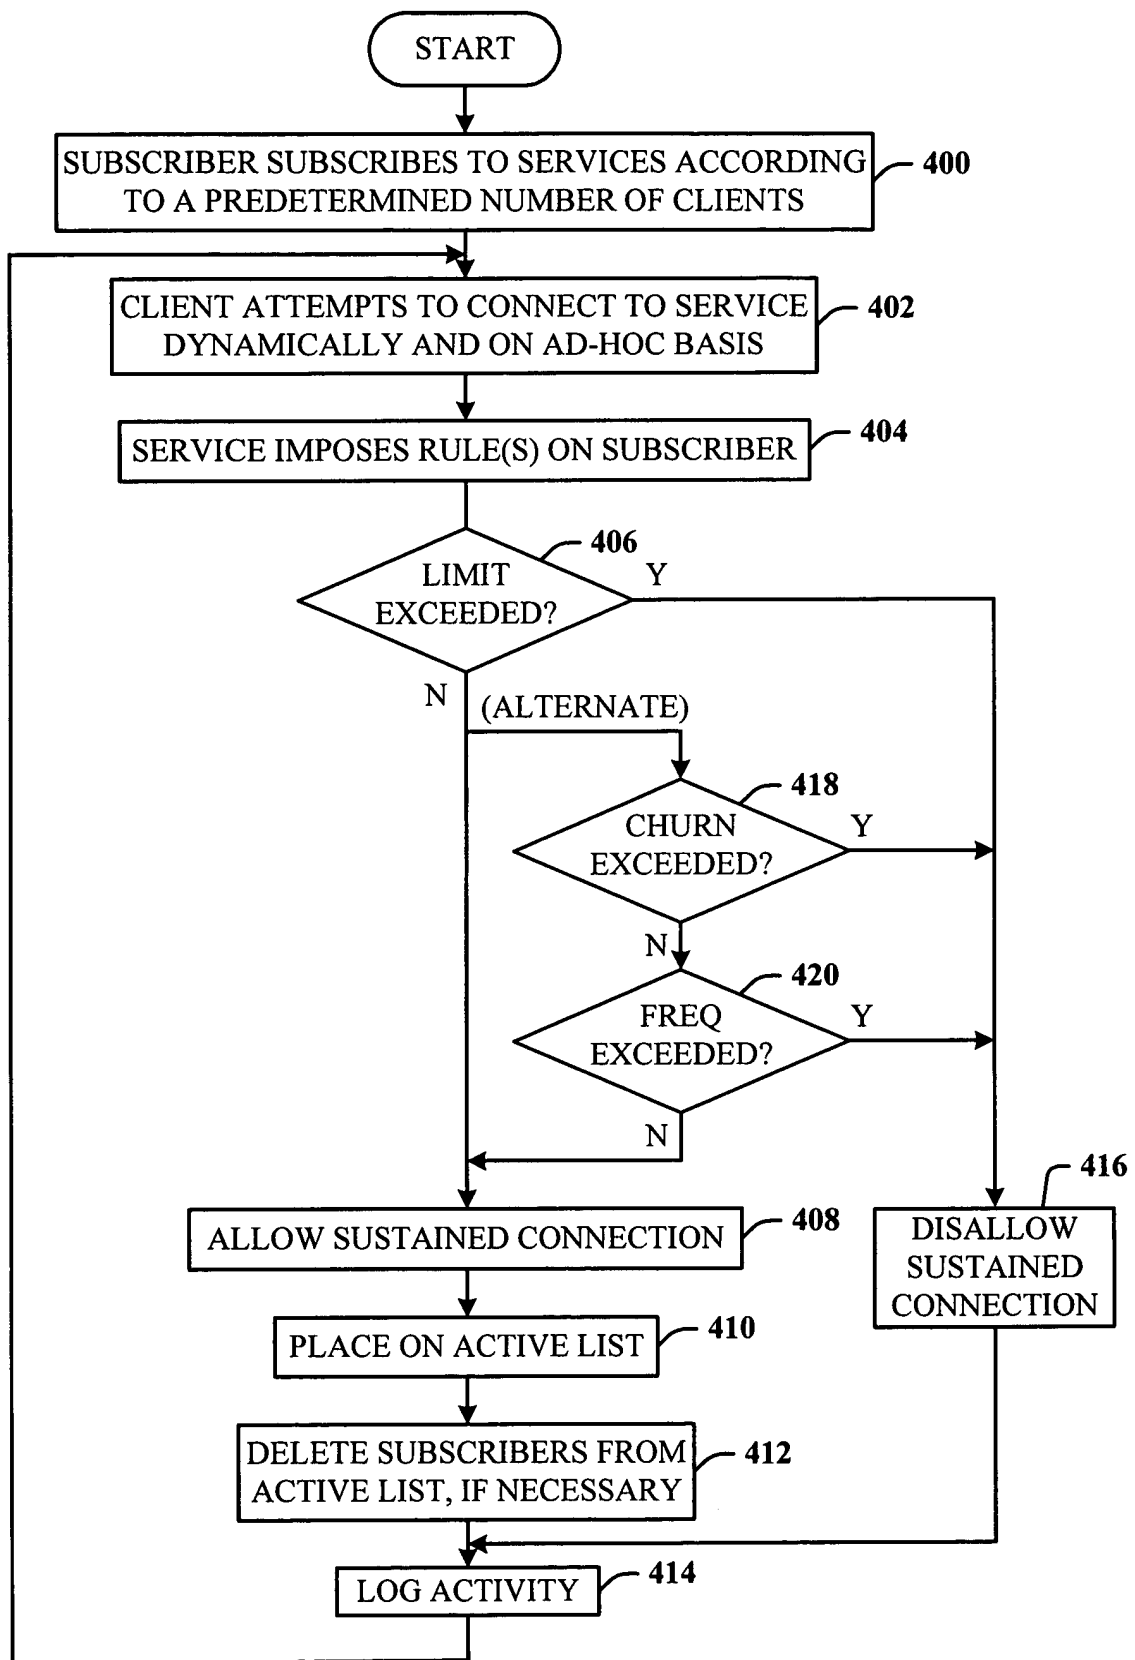 START
SUBSCRIBER SUBSCRIBES TO SERVICES ACCORDING
TO A PREDETERMINED NUMBER OF CLIENTS
400
CLIENT ATTEMPTS TO CONNECT TO SERVICE
DYNAMICALLY AND ON AD-HOC BASIS
402
SERVICE IMPOSES RULE(S) ON SUBSCRIBER
404
406
LIMIT
EXCEEDED?
Y
N
(ALTERNATE)
418
CHURN
EXCEEDED?
Y
N
420
FREQ
EXCEEDED?
Y
N
416
DISALLOW
SUSTAINED
CONNECTION
ALLOW SUSTAINED CONNECTION
408
PLACE ON ACTIVE LIST
410
DELETE SUBSCRIBERS FROM
ACTIVE LIST, IF NECESSARY
412
LOG ACTIVITY
414